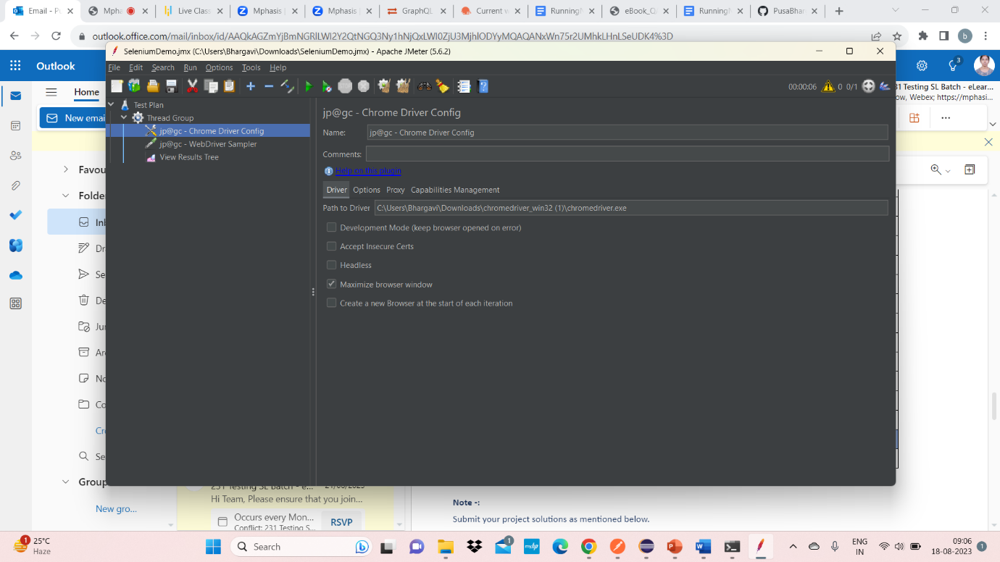 Email - P
Mpha
Live Class
Mphasis |
Mphasis |
GraphQL
Current w
Running
eBook_Q
Running
PusaBhar
outlook.office.com/mail/inbox/id/
b
SeleniumDemo.jmx (C:\Users\Bhargavi\Downloads\SeleniumDemo.jmx) - Apache JMeter (5.6.2)
Outlook
3
File Edit Search Run Options Tools Help
Home
00:00:06 0 0/1
31 Testing SL Batch - eLear...
ow, Webex; https://mphasi...
New emai
Test Plan
Thread Group
jp@gc - Chrome Driver Config
jp@gc - WebDriver Sampler
View Results Tree
jp@gc - Chrome Driver Config
Name: jp@gc - Chrome Driver Config
Comments:
Help on this plugin
Driver Options Proxy Capabilities Management
Path to Driver C:\Users\Bhargavi\Downloads\chromedriver_win32 (1)\chromedriver.exe
Development Mode (keep browser opened on error)
Accept Insecure Certs
Headless
Maximize browser window
Create a new Browser at the start of each iteration
Favou
Folde
In
Dr
Se
De
Ju
Ar
No
Co
Cr
Se
Group
New gro...
231 Testing SL Batch - e...
Hi Team, Please ensure that you join...
Occurs every Mon...
Conflict: 231 Testing S...
RSVP
Note -:
Submit your project solutions as mentioned below.
1
25°C
Haze
Search
1
ENG
IN
09:06
18-08-2023
1